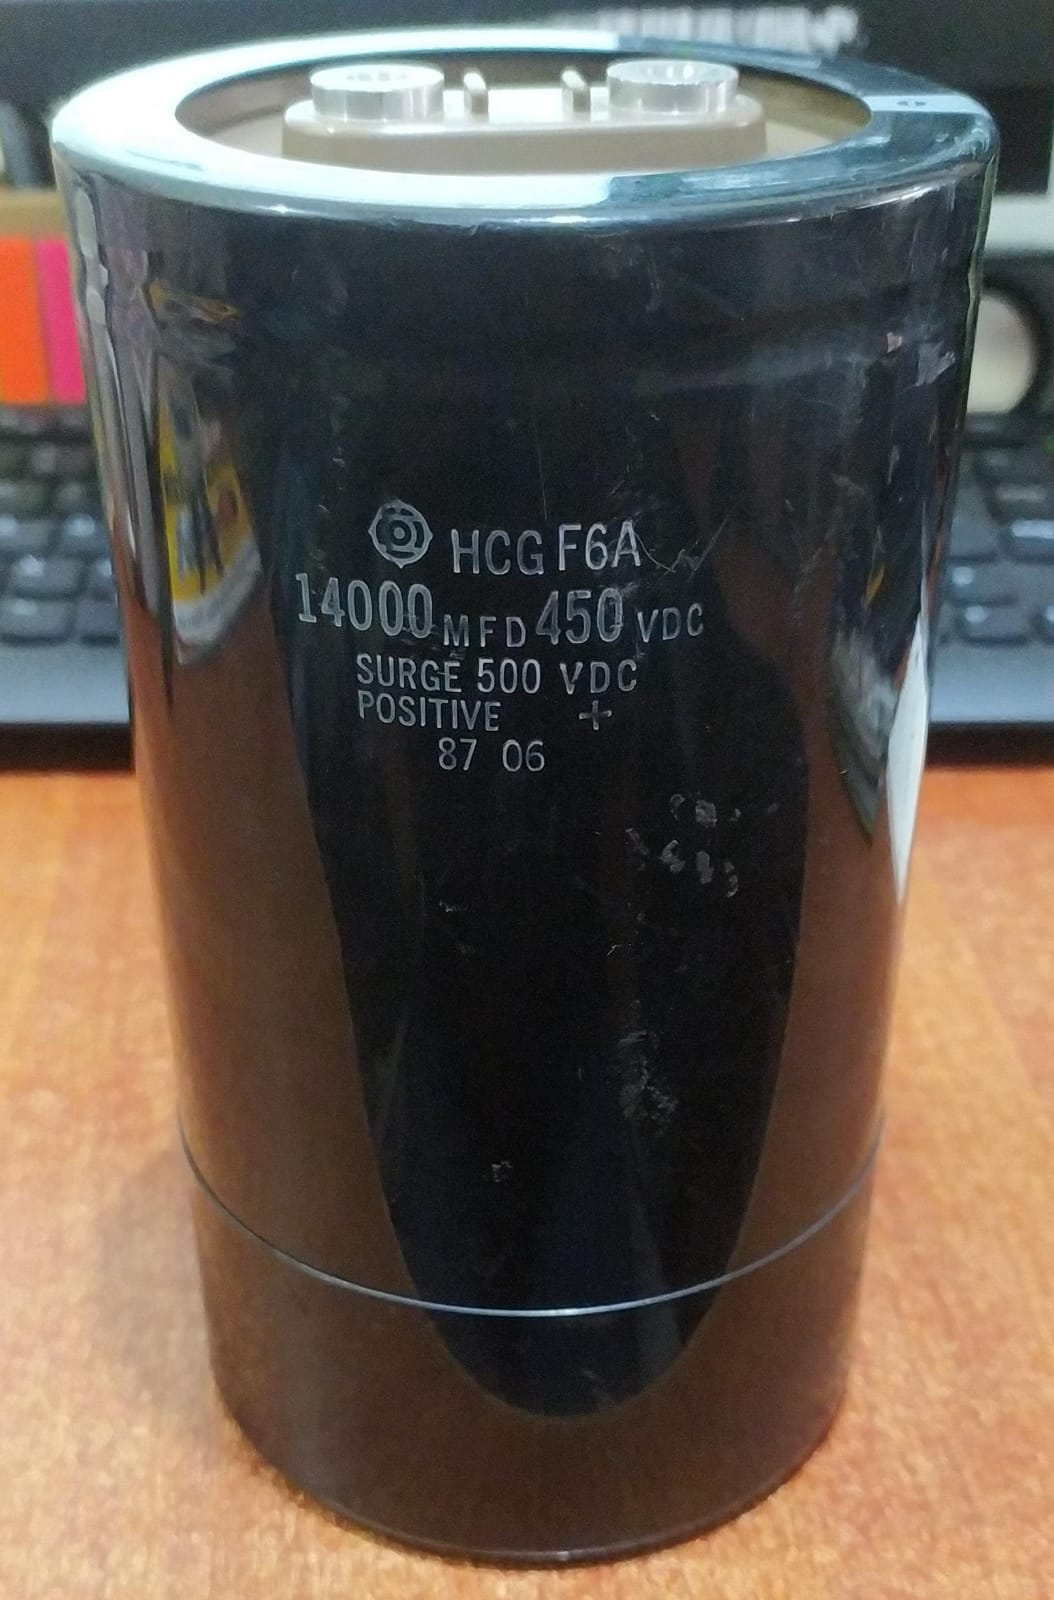 HCG F6A
14000 MFD 450 VDC
SURGE 500 VDC
POSITIVE +
87 06